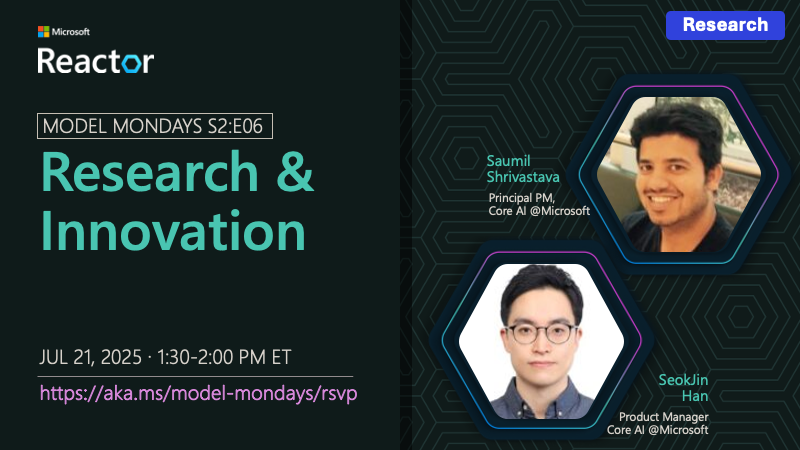 Microsoft
Reactor
Research
MODEL MONDAYS S2:E06
Research &
Innovation
Saumil
Shrivastava
Principal PM,
Core AI @Microsoft
JUL 21, 2025 · 1:30-2:00 PM ET
https://aka.ms/model-mondays/rsvp
SeokJin
Han
Product Manager
Core AI @Microsoft